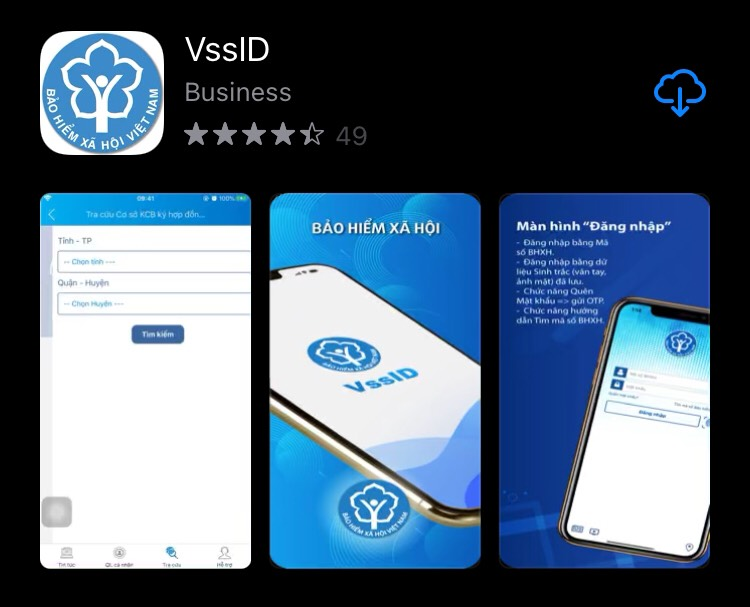 VssID
Business
49
BẢO HIỂM XÃ HỘI VIỆT NAM
09:41
100%
Tra cứu Cơ sở KCB ký hợp đồn...
Tỉnh - TP
--- Chọn tỉnh ----
Quận - Huyện
--- Chọn Huyện ----
Tìm kiếm
Tin tức
QL cá nhân
Tra cứu
Hỗ trợ
BẢO HIỂM XÃ HỘI
BẢO HIỂM XÃ HỘI VIỆT NAM
VssID
BẢO HIỂM XÃ HỘI VIỆT NAM
Màn hình “Đăng nhập”
- Đăng nhập bằng Mã
số BHXH.
- Đăng nhập bằng dữ
liệu Sinh trắc (vân tay,
ảnh mặt) đã lưu.
- Chức năng Quên
Mật khẩu => gửi OTP.
- Chức năng hướng
dẫn Tìm mã số BHXH.
Đăng nhập